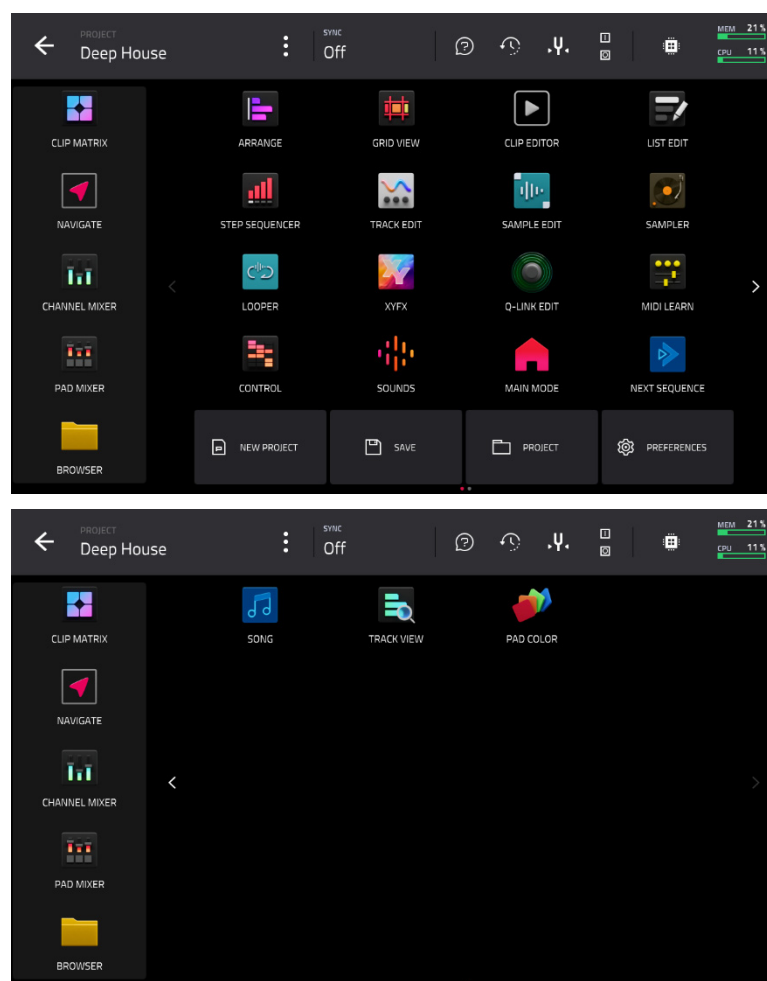 PROJECT
Deep House
SYNC
Off
MEM 21%
CPU 11%
CLIP MATRIX
NAVIGATE
CHANNEL MIXER
PAD MIXER
BROWSER
ARRANGE
GRID VIEW
CLIP EDITOR
LIST EDIT
STEP SEQUENCER
TRACK EDIT
SAMPLE EDIT
SAMPLER
LOOPER
XY
XYFX
Q-LINK EDIT
MIDI LEARN
CONTROL
SOUNDS
MAIN MODE
NEXT SEQUENCE
NEW PROJECT
SAVE
PROJECT
PREFERENCES
PROJECT
Deep House
SYNC
Off
MEM 21%
CPU 11%
CLIP MATRIX
NAVIGATE
CHANNEL MIXER
PAD MIXER
BROWSER
SONG
TRACK VIEW
PAD COLOR